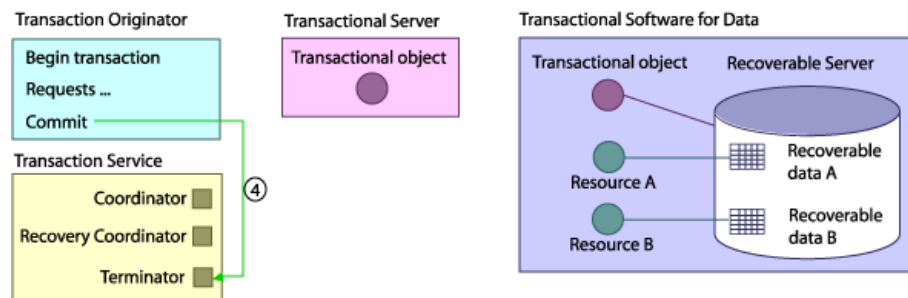 Transaction Originator
Begin transaction
Requests ...
Commit
Transaction Service
Coordinator
Recovery Coordinator
Terminator
4
Transactional Server
Transactional object
Transactional Software for Data
Transactional object
Recoverable Server
Resource A
Recoverable
data A
Resource B
Recoverable
data B